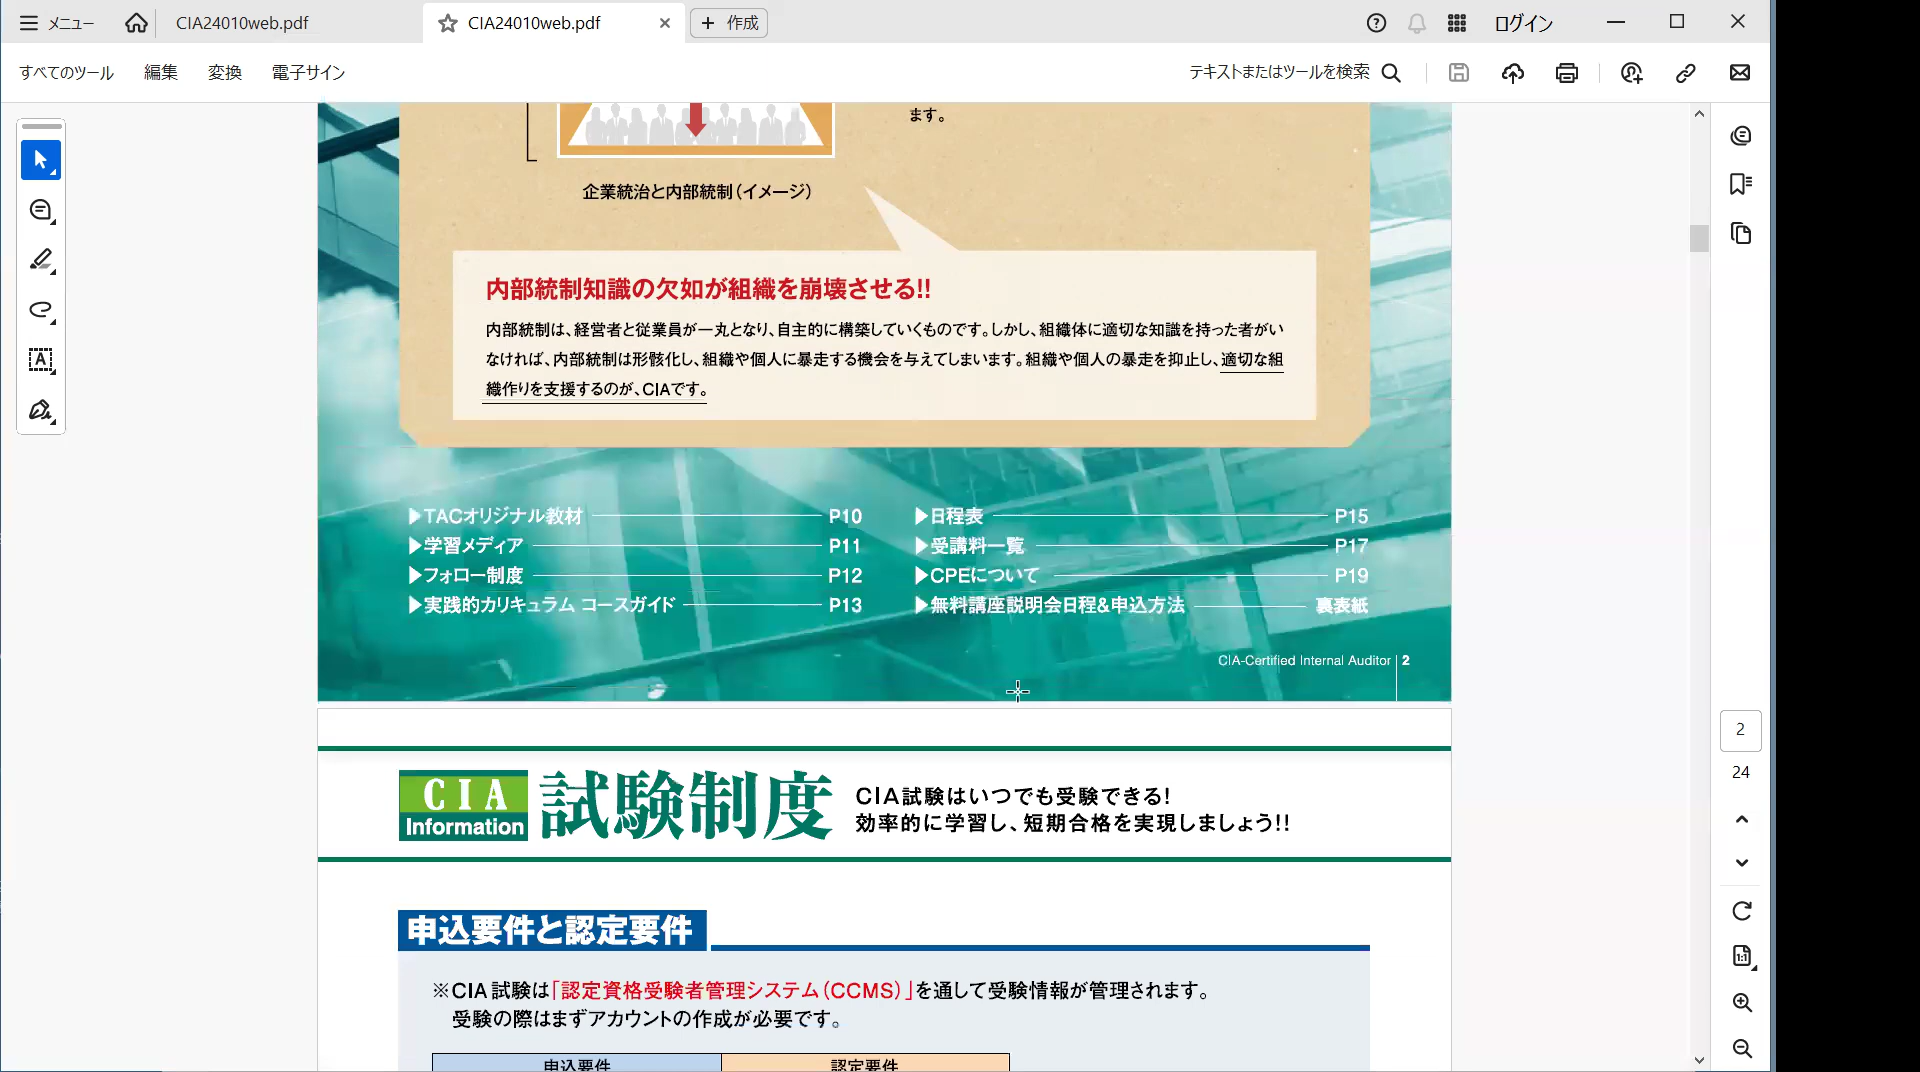 メニュー
CIA24010web.pdf
CIA24010web.pdf
作成
ログイン
すべてのツール
編集
変換
電子サイン
テキストまたはツールを検索
ます。
企業統治と内部統制(イメージ)
内部統制知識の欠如が組織を崩壊させる!!
内部統制は、経営者と従業員が一丸となり、自主的に構築していくものです。しかし、組織体に適切な知識を持った者がい
なければ、内部統制は形骸化し、組織や個人に暴走する機会を与えてしまいます。組織や個人の暴走を抑止し、適切な組
織作りを支援するのが、CIAです。
▶TACオリジナル教材 P10
▶学習メディア P11
▶フォロー制度 P12
▶実践的カリキュラム コースガイド P13
▶日程表 P15
▶受講料一覧 P17
▶CPEについて P19
▶無料講座説明会日程&申込方法 裏表紙
CIA-Certified Internal Auditor 2
CIA
Information
試験制度
CIA試験はいつでも受験できる!
効率的に学習し、短期合格を実現しましょう!!
申込要件と認定要件
※CIA試験は「認定資格受験者管理システム(CCMS)」を通して受験情報が管理されます。
受験の際はまずアカウントの作成が必要です。
申込要件
認定要件
2
24